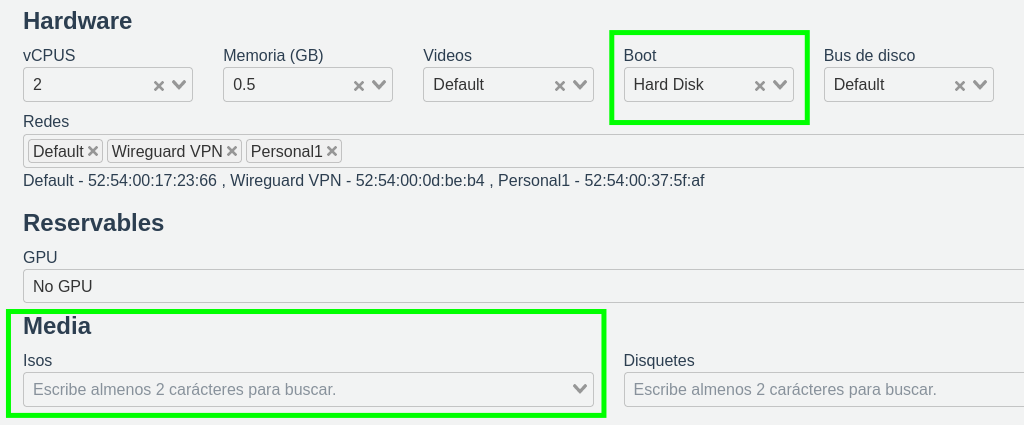 Hardware
vCPUS Memoria (GB) Videos Boot Bus de disco
2 0.5 Default Hard Disk Default
Redes
Default Wireguard VPN Personal1
Default - 52:54:00:17:23:66 , Wireguard VPN - 52:54:00:0d:be:b4 , Personal1 - 52:54:00:37:5f:af
Reservables
GPU
No GPU
Media
Isos Disquetes
Escribe almenos 2 carácteres para buscar. Escribe almenos 2 carácteres para buscar.